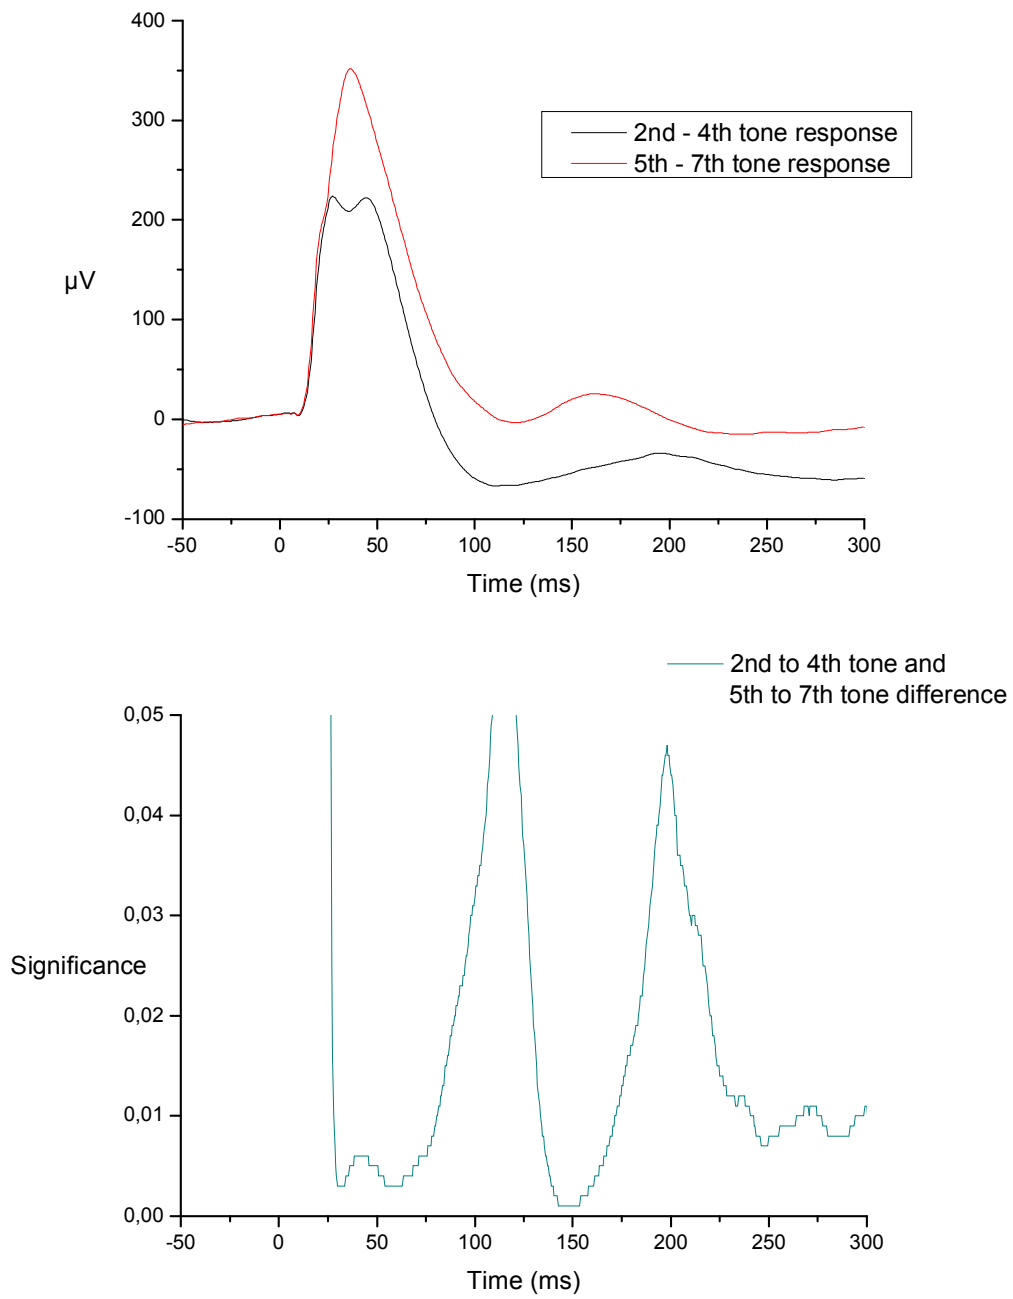 400
300
200
100
0
-100
µV
2nd - 4th tone response
5th - 7th tone response
-50 0 50 100 150 200 250 300
Time (ms)
2nd to 4th tone and
5th to 7th tone difference
0,05
0,04
0,03
0,02
0,01
0,00
Significance
-50 0 50 100 150 200 250 300
Time (ms)